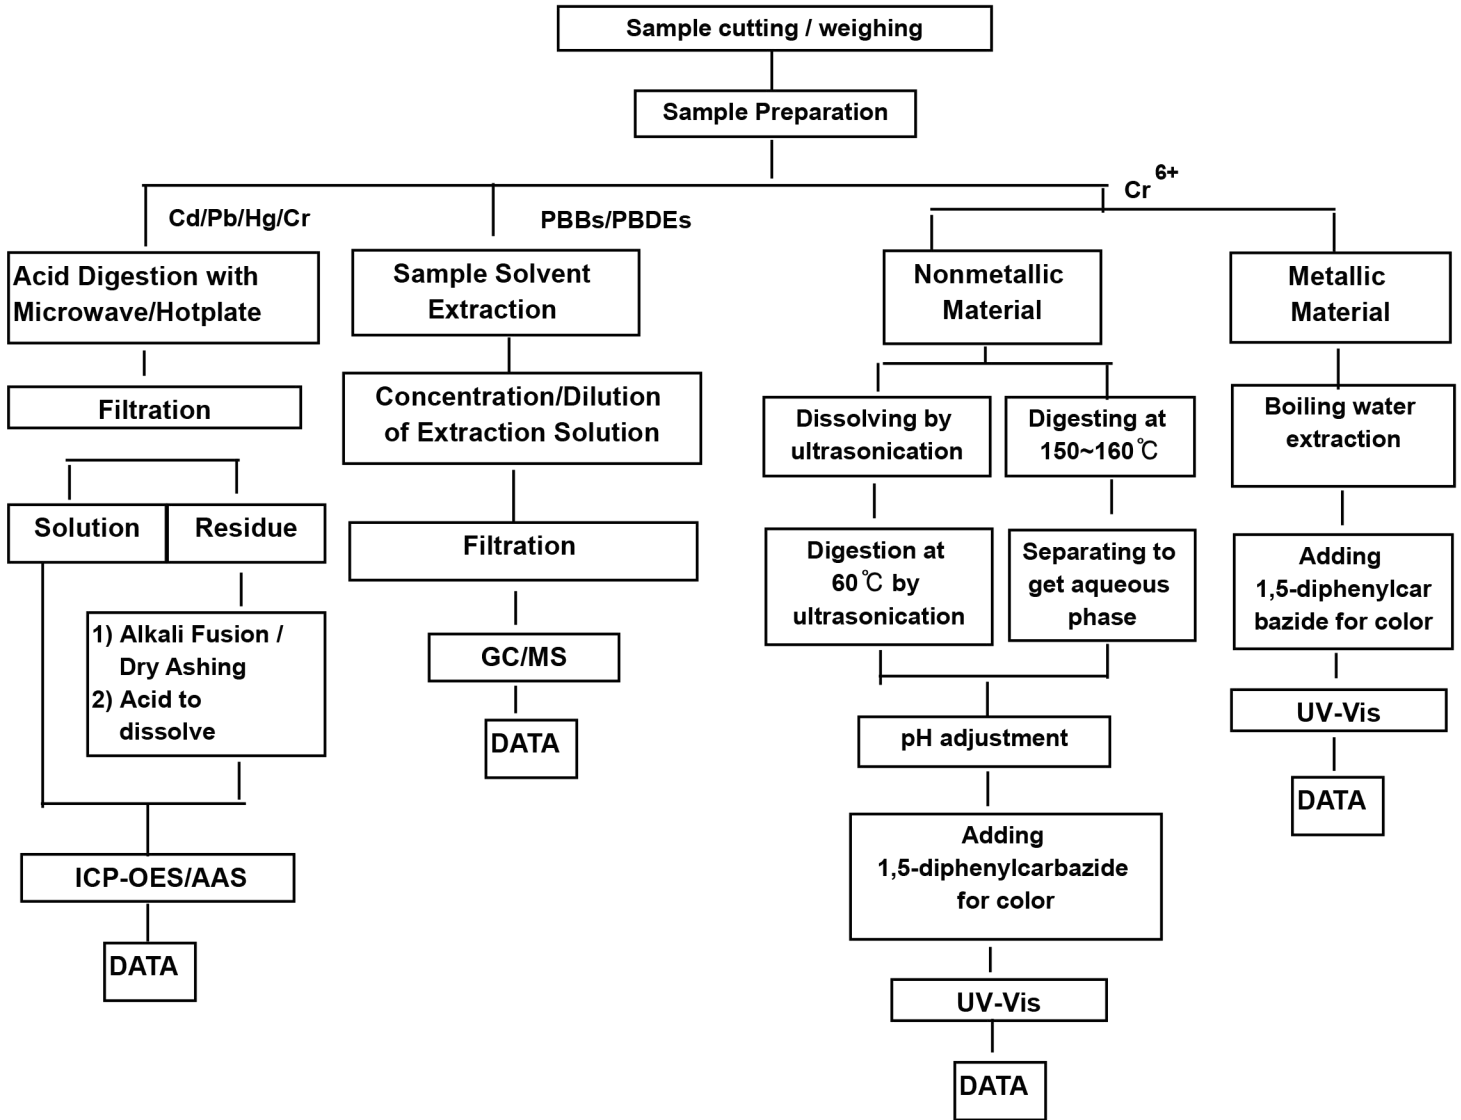 Sample cutting / weighing
Sample Preparation
Cd/Pb/Hg/Cr
PBBs/PBDEs
Cr 6+
Acid Digestion with
Microwave/Hotplate
Filtration
Solution
Residue
1) Alkali Fusion /
Dry Ashing
2) Acid to
dissolve
ICP-OES/AAS
DATA
Sample Solvent
Extraction
Concentration/Dilution
of Extraction Solution
Filtration
GC/MS
DATA
Nonmetallic
Material
Dissolving by
ultrasonication
Digestion at
60℃ by
ultrasonication
Digesting at
150~160℃
Separating to
get aqueous
phase
pH adjustment
Adding
1,5-diphenylcarbazide
for color
UV-Vis
DATA
Metallic
Material
Boiling water
extraction
Adding
1,5-diphenylcar
bazide for color
UV-Vis
DATA